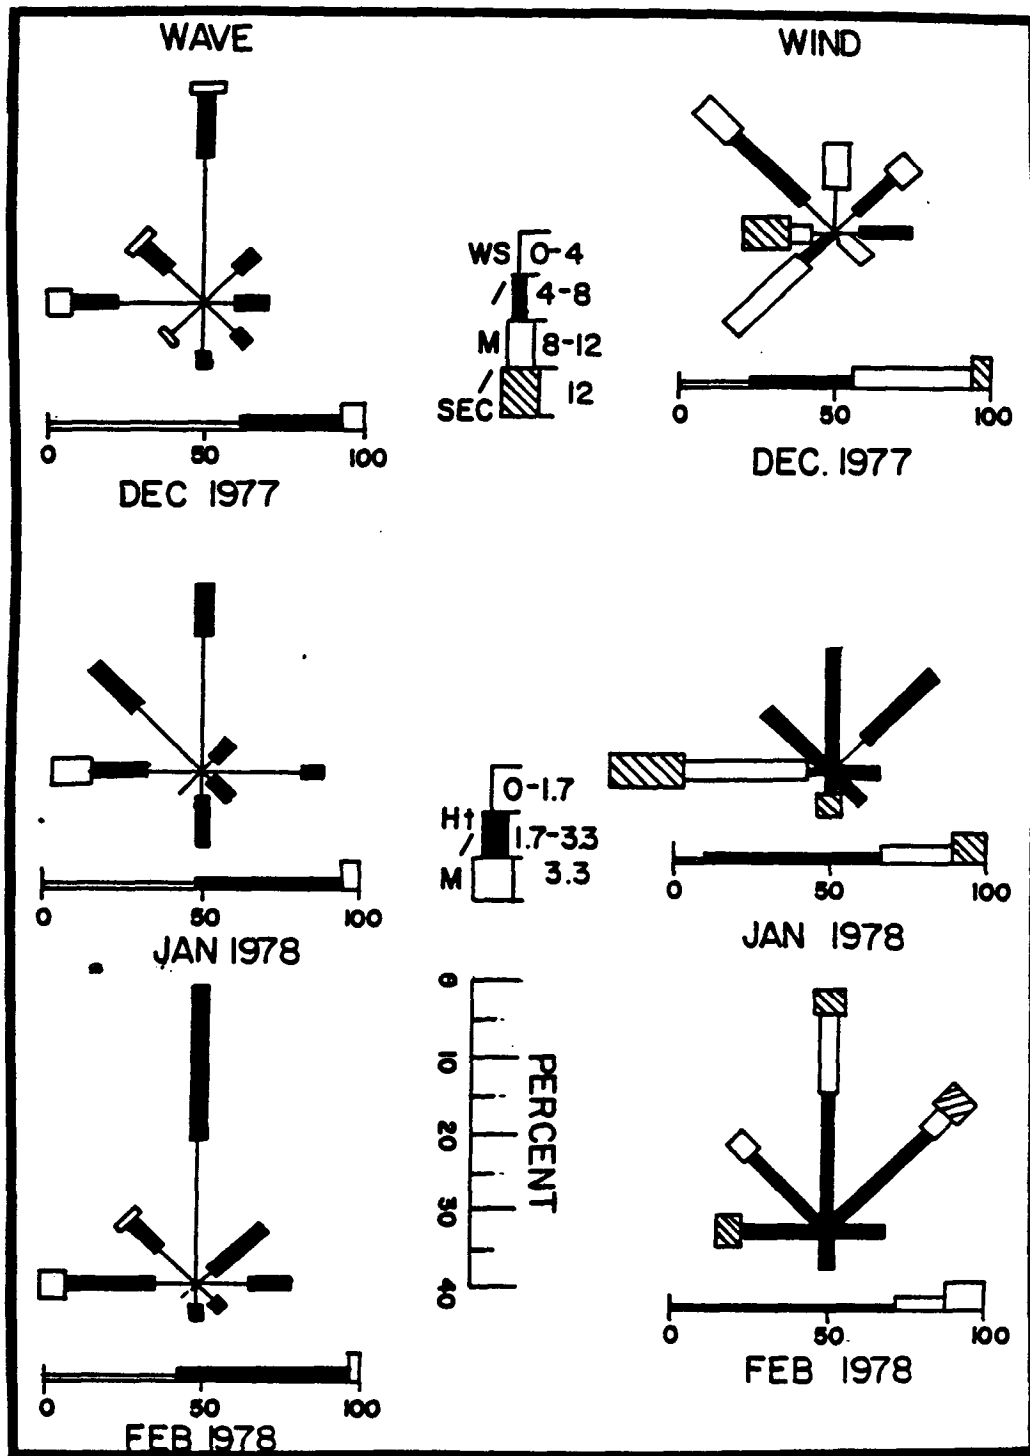 WAVE
WIND
WS 0-4
/ 4-8
M 8-12
/
SEC 12
0 50 100
DEC 1977
0 50 100
DEC. 1977
0-1.7
Ht
/ 1.7-3.3
M 3.3
0 50 100
JAN 1978
0 50 100
JAN 1978
0
10
20
30
40
PERCENT
0 50 100
FEB 1978
0 50 100
FEB 1978